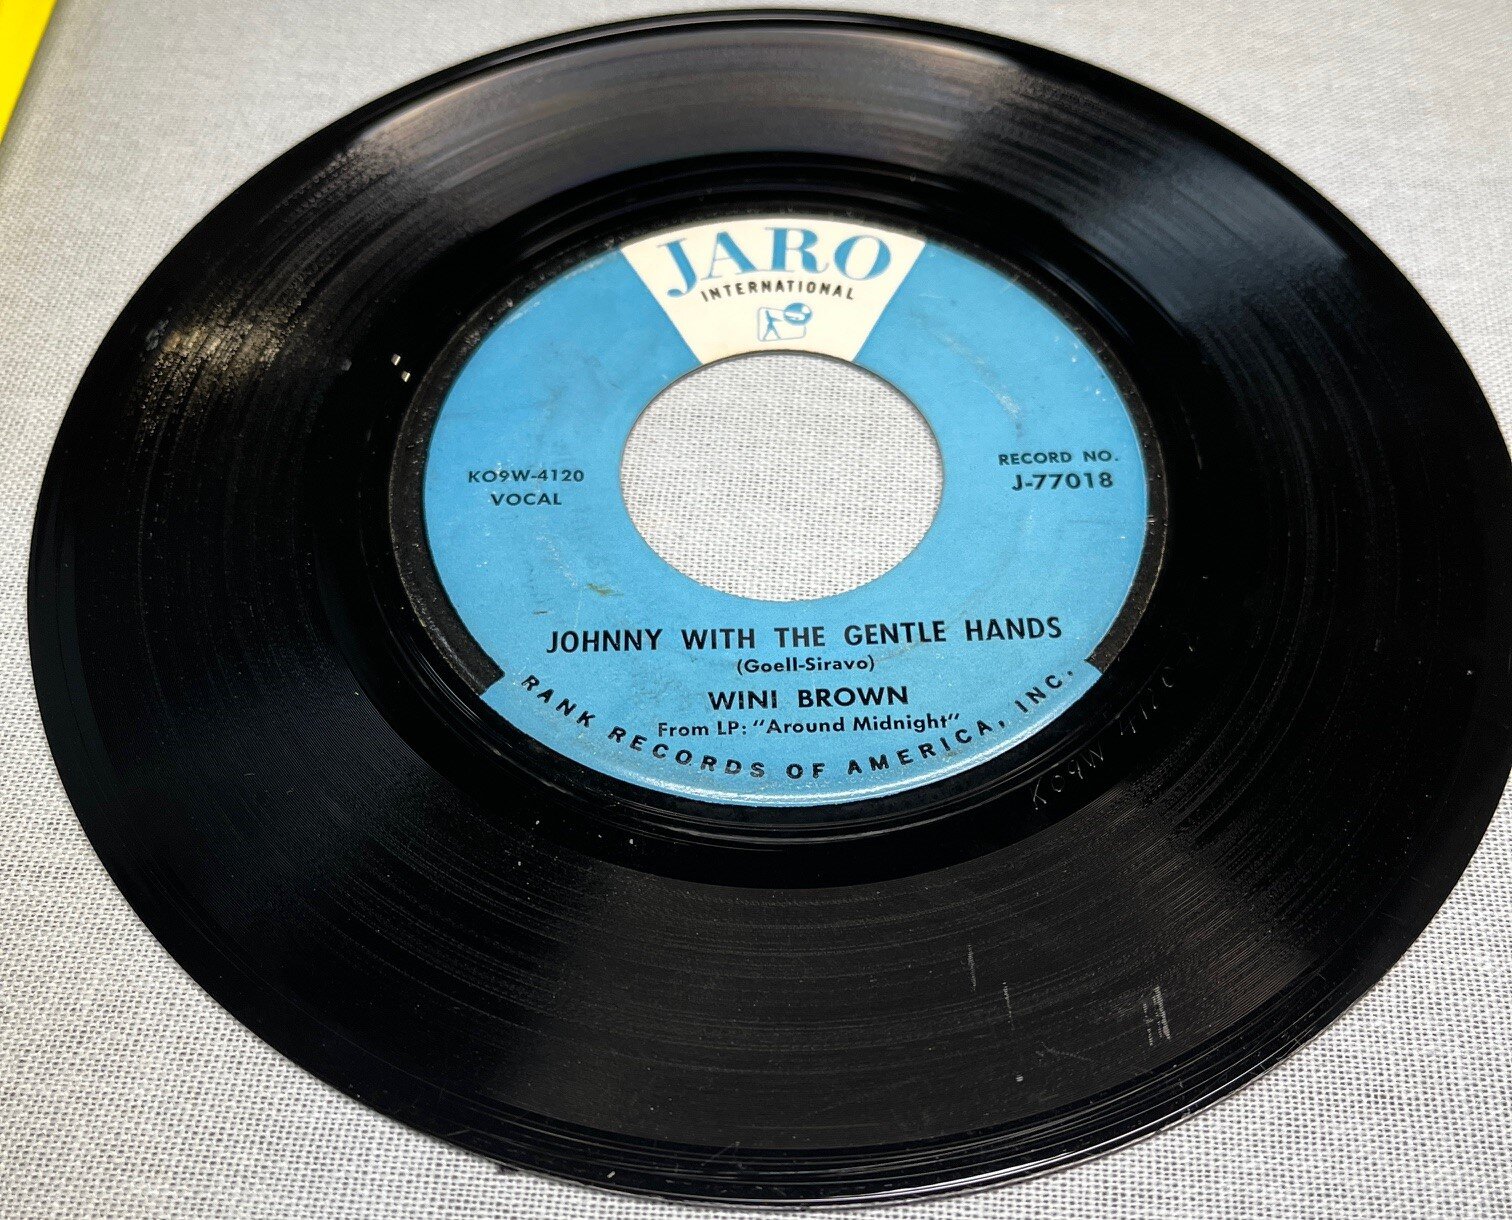 JARO
INTERNATIONAL
KO9W-4120
VOCAL
RECORD NO.
J-77018
JOHNNY WITH THE GENTLE HANDS
(Goell-Siravo)
WINI BROWN
From LP: "Around Midnight"
RANK RECORDS OF AMERICA, INC.
KO9W